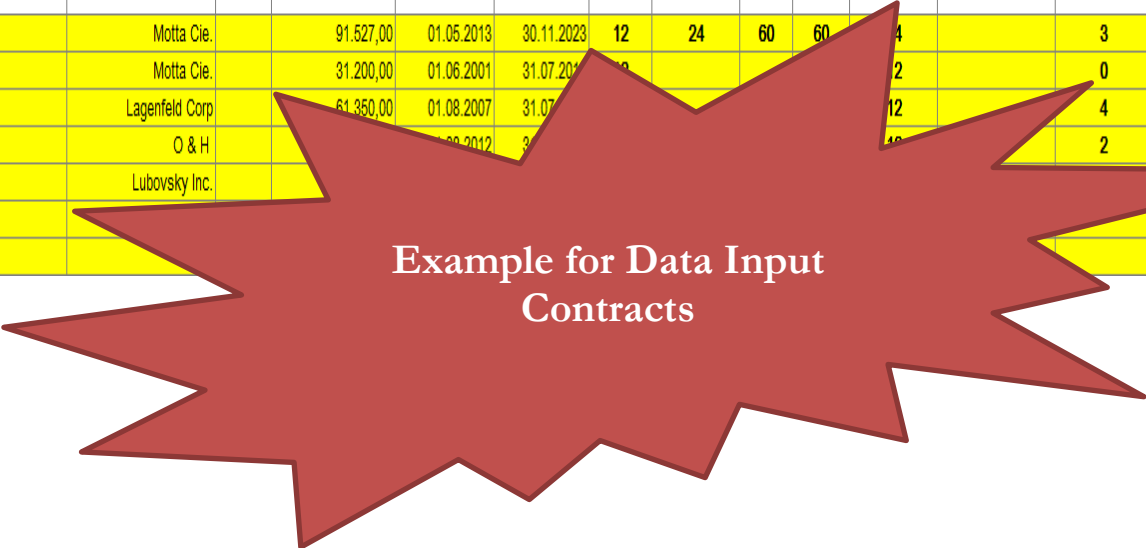 Motta Cie. 91.527,00 01.05.2013 30.11.2023 12 24 60 60 3
Motta Cie. 31.200,00 01.06.2001 0
Lagenfeld Corp 61.350,00 01.08.2007 12 4
O & H 2
Lubovsky Inc.
Example for Data Input
Contracts